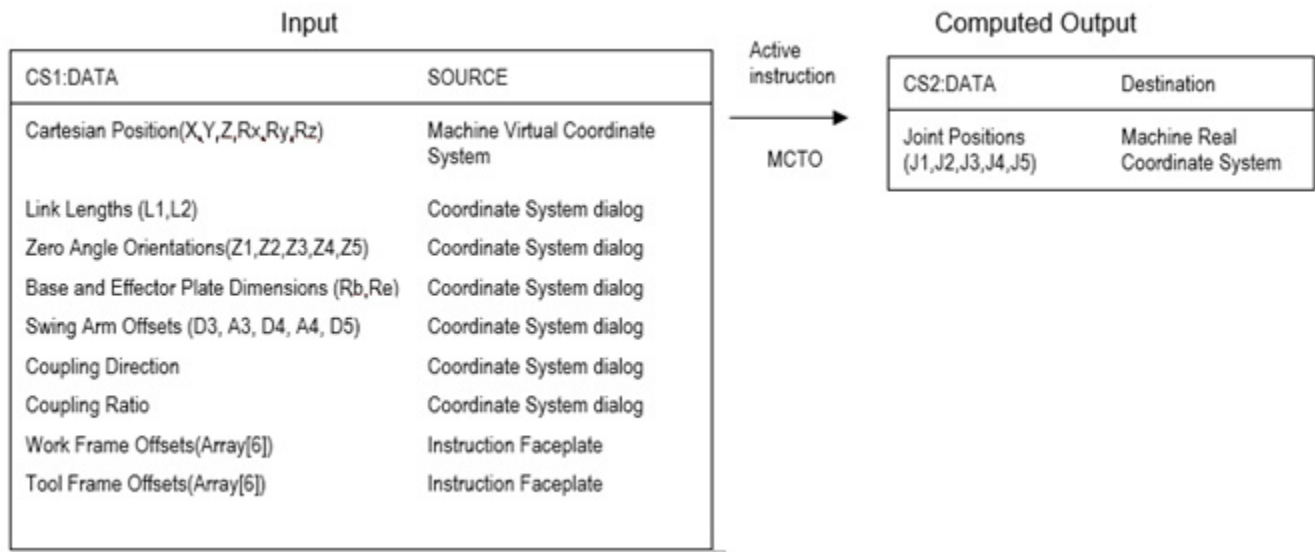 Input
CS1:DATA SOURCE
Cartesian Position(X,Y,Z,Rx,Ry,Rz) Machine Virtual Coordinate
System
Link Lengths (L1,L2) Coordinate System dialog
Zero Angle Orientations(Z1,Z2,Z3,Z4,Z5) Coordinate System dialog
Base and Effector Plate Dimensions (Rb,Re) Coordinate System dialog
Swing Arm Offsets (D3, A3, D4, A4, D5) Coordinate System dialog
Coupling Direction Coordinate System dialog
Coupling Ratio Coordinate System dialog
Work Frame Offsets(Array[6]) Instruction Faceplate
Tool Frame Offsets(Array[6]) Instruction Faceplate
Active
instruction
MCTO
Computed Output
CS2:DATA Destination
Joint Positions Machine Real
(J1,J2,J3,J4,J5) Coordinate System